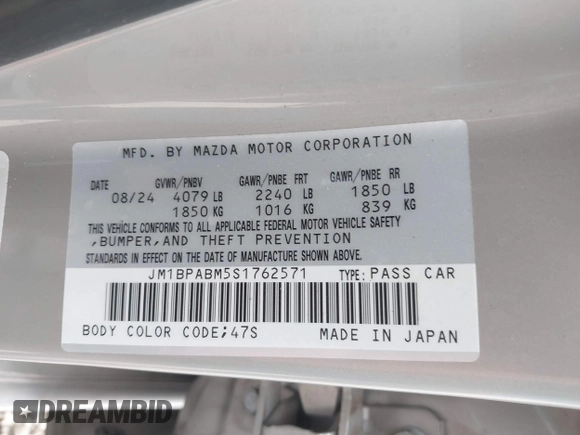 MFD. BY MAZDA MOTOR CORPORATION
DATE GVWR/PNBV GAWR/PNBE FRT GAWR/PNBE RR
08/24 4079 LB 2240 LB 1850 LB
1850 KG 1016 KG 839 KG
THIS VEHICLE CONFORMS TO ALL APPLICABLE FEDERAL MOTOR VEHICLE SAFETY
,BUMPER,AND THEFT PREVENTION
STANDARDS IN EFFECT ON THE DATE OF MANUFACTURE SHOWN ABOVE.
JM1BPABM5S1762571 TYPE: PASS CAR
BODY COLOR CODE;47S MADE IN JAPAN
DREAMBID